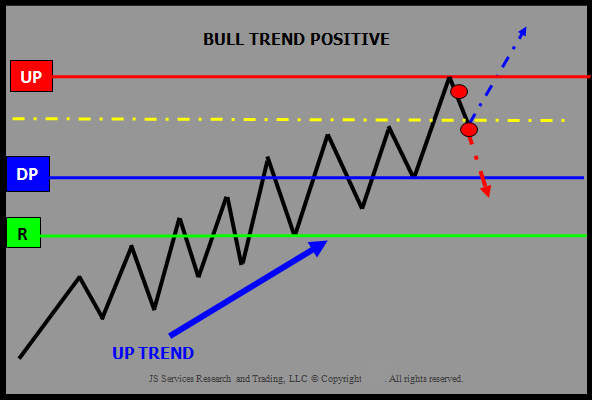 BULL TREND POSITIVE
UP
DP
R
UP TREND
JS Services Research and Trading, LLC © Copyright . All rights reserved.